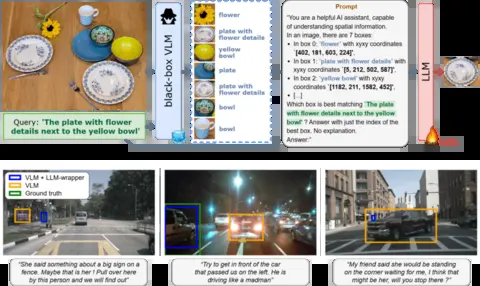 Query: "The plate with flower
details next to the yellow bowl"
black-box VLM
flower
plate with
flower details
yellow
bowl
plate
plate with
flower details
bowl
bowl
Prompt
"You are a helpful AI assistant, capable
of understanding spatial information.
In an image, there are 7 boxes:
• In box 0: 'flower' with xyxy coordinates
"[402, 181, 603, 224]",
• In box 1: 'plate with flower details' with
xyxy coordinates "[5, 212, 502, 587]",
• In box 2: "yellow bowl" with xyxy
coordinates "[1182, 211, 1582, 452]",
• [...]
Which box is best matching "The plate
with flower details next to the yellow
bowl" ? Answer with just the index of the
best box. No explanation.
Answer:"
LLM
VLM + LLM-wrapper
VLM
Ground truth
"She said something about a big sign on a
fence. Maybe that is her ! Pull over here
by this person and we will find out"
"Try to get in front of the car
that passed us on the left. He is
driving like a madman"
"My friend said she would be standing
on the corner waiting for me, I think that
might be her, will you stop there ?"